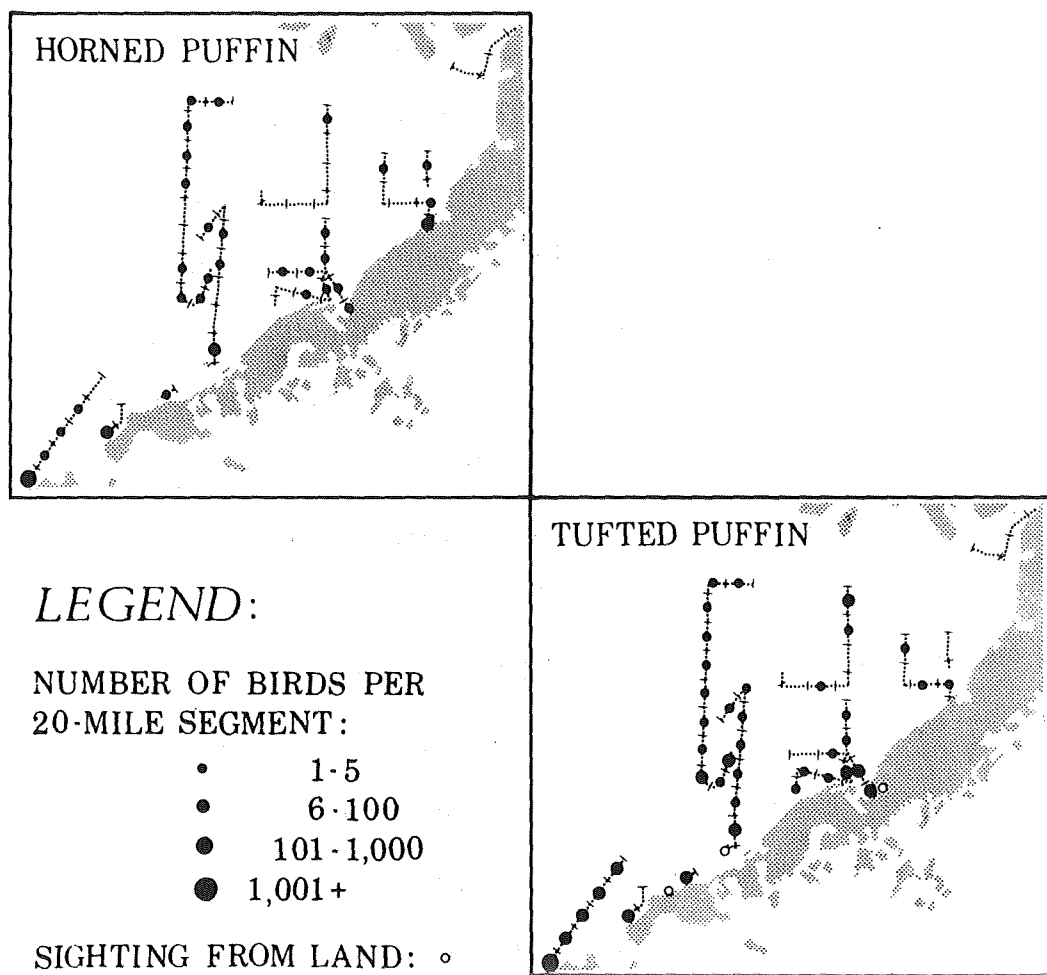 HORNED PUFFIN
TUFTED PUFFIN
LEGEND:
NUMBER OF BIRDS PER
20-MILE SEGMENT:
1-5
6-100
101-1,000
1,001+
SIGHTING FROM LAND: